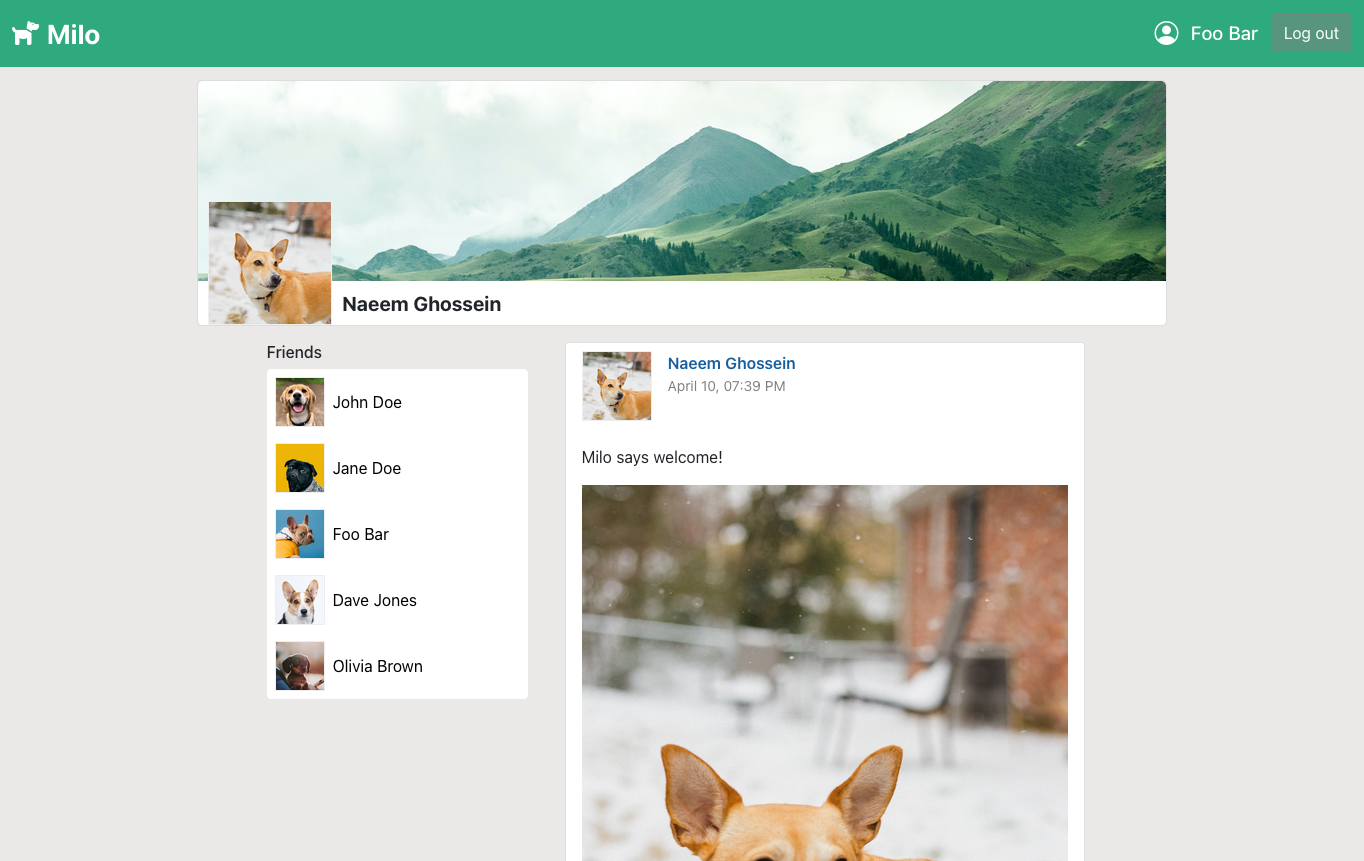 Milo
Foo Bar
Log out
Naeem Ghossein
Friends
John Doe
Jane Doe
Foo Bar
Dave Jones
Olivia Brown
Naeem Ghossein
April 10, 07:39 PM
Milo says welcome!